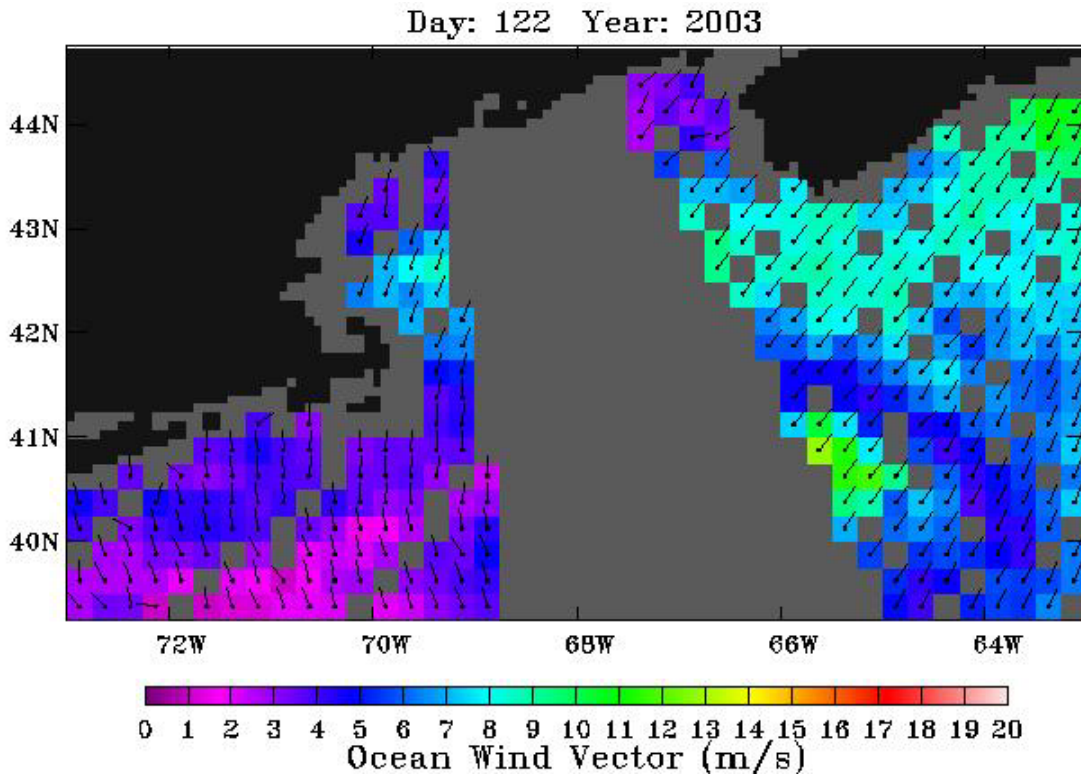 Day: 122 Year: 2003
44N
43N
42N
41N
40N
72W 70W 68W 66W 64W
0 1 2 3 4 5 6 7 8 9 10 11 12 13 14 15 16 17 18 19 20
Ocean Wind Vector (m/s)